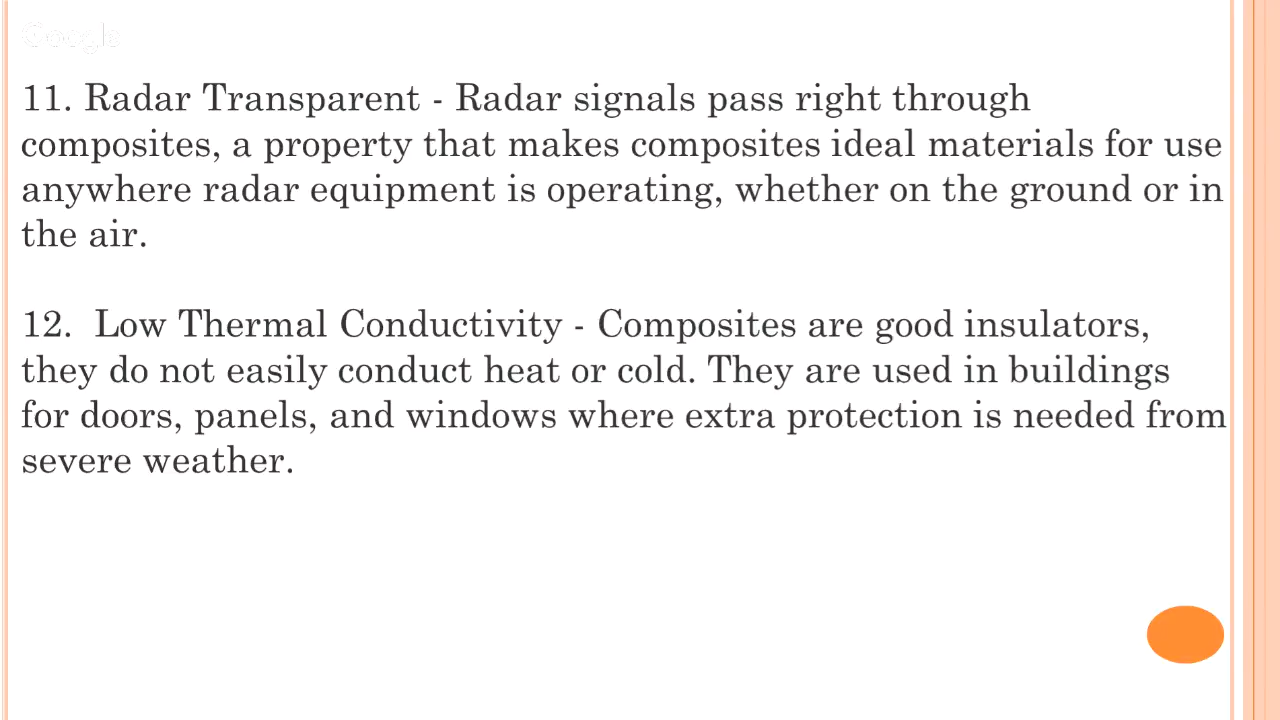 Google
11. Radar Transparent - Radar signals pass right through
composites, a property that makes composites ideal materials for use
anywhere radar equipment is operating, whether on the ground or in
the air.
12. Low Thermal Conductivity - Composites are good insulators,
they do not easily conduct heat or cold. They are used in buildings
for doors, panels, and windows where extra protection is needed from
severe weather.